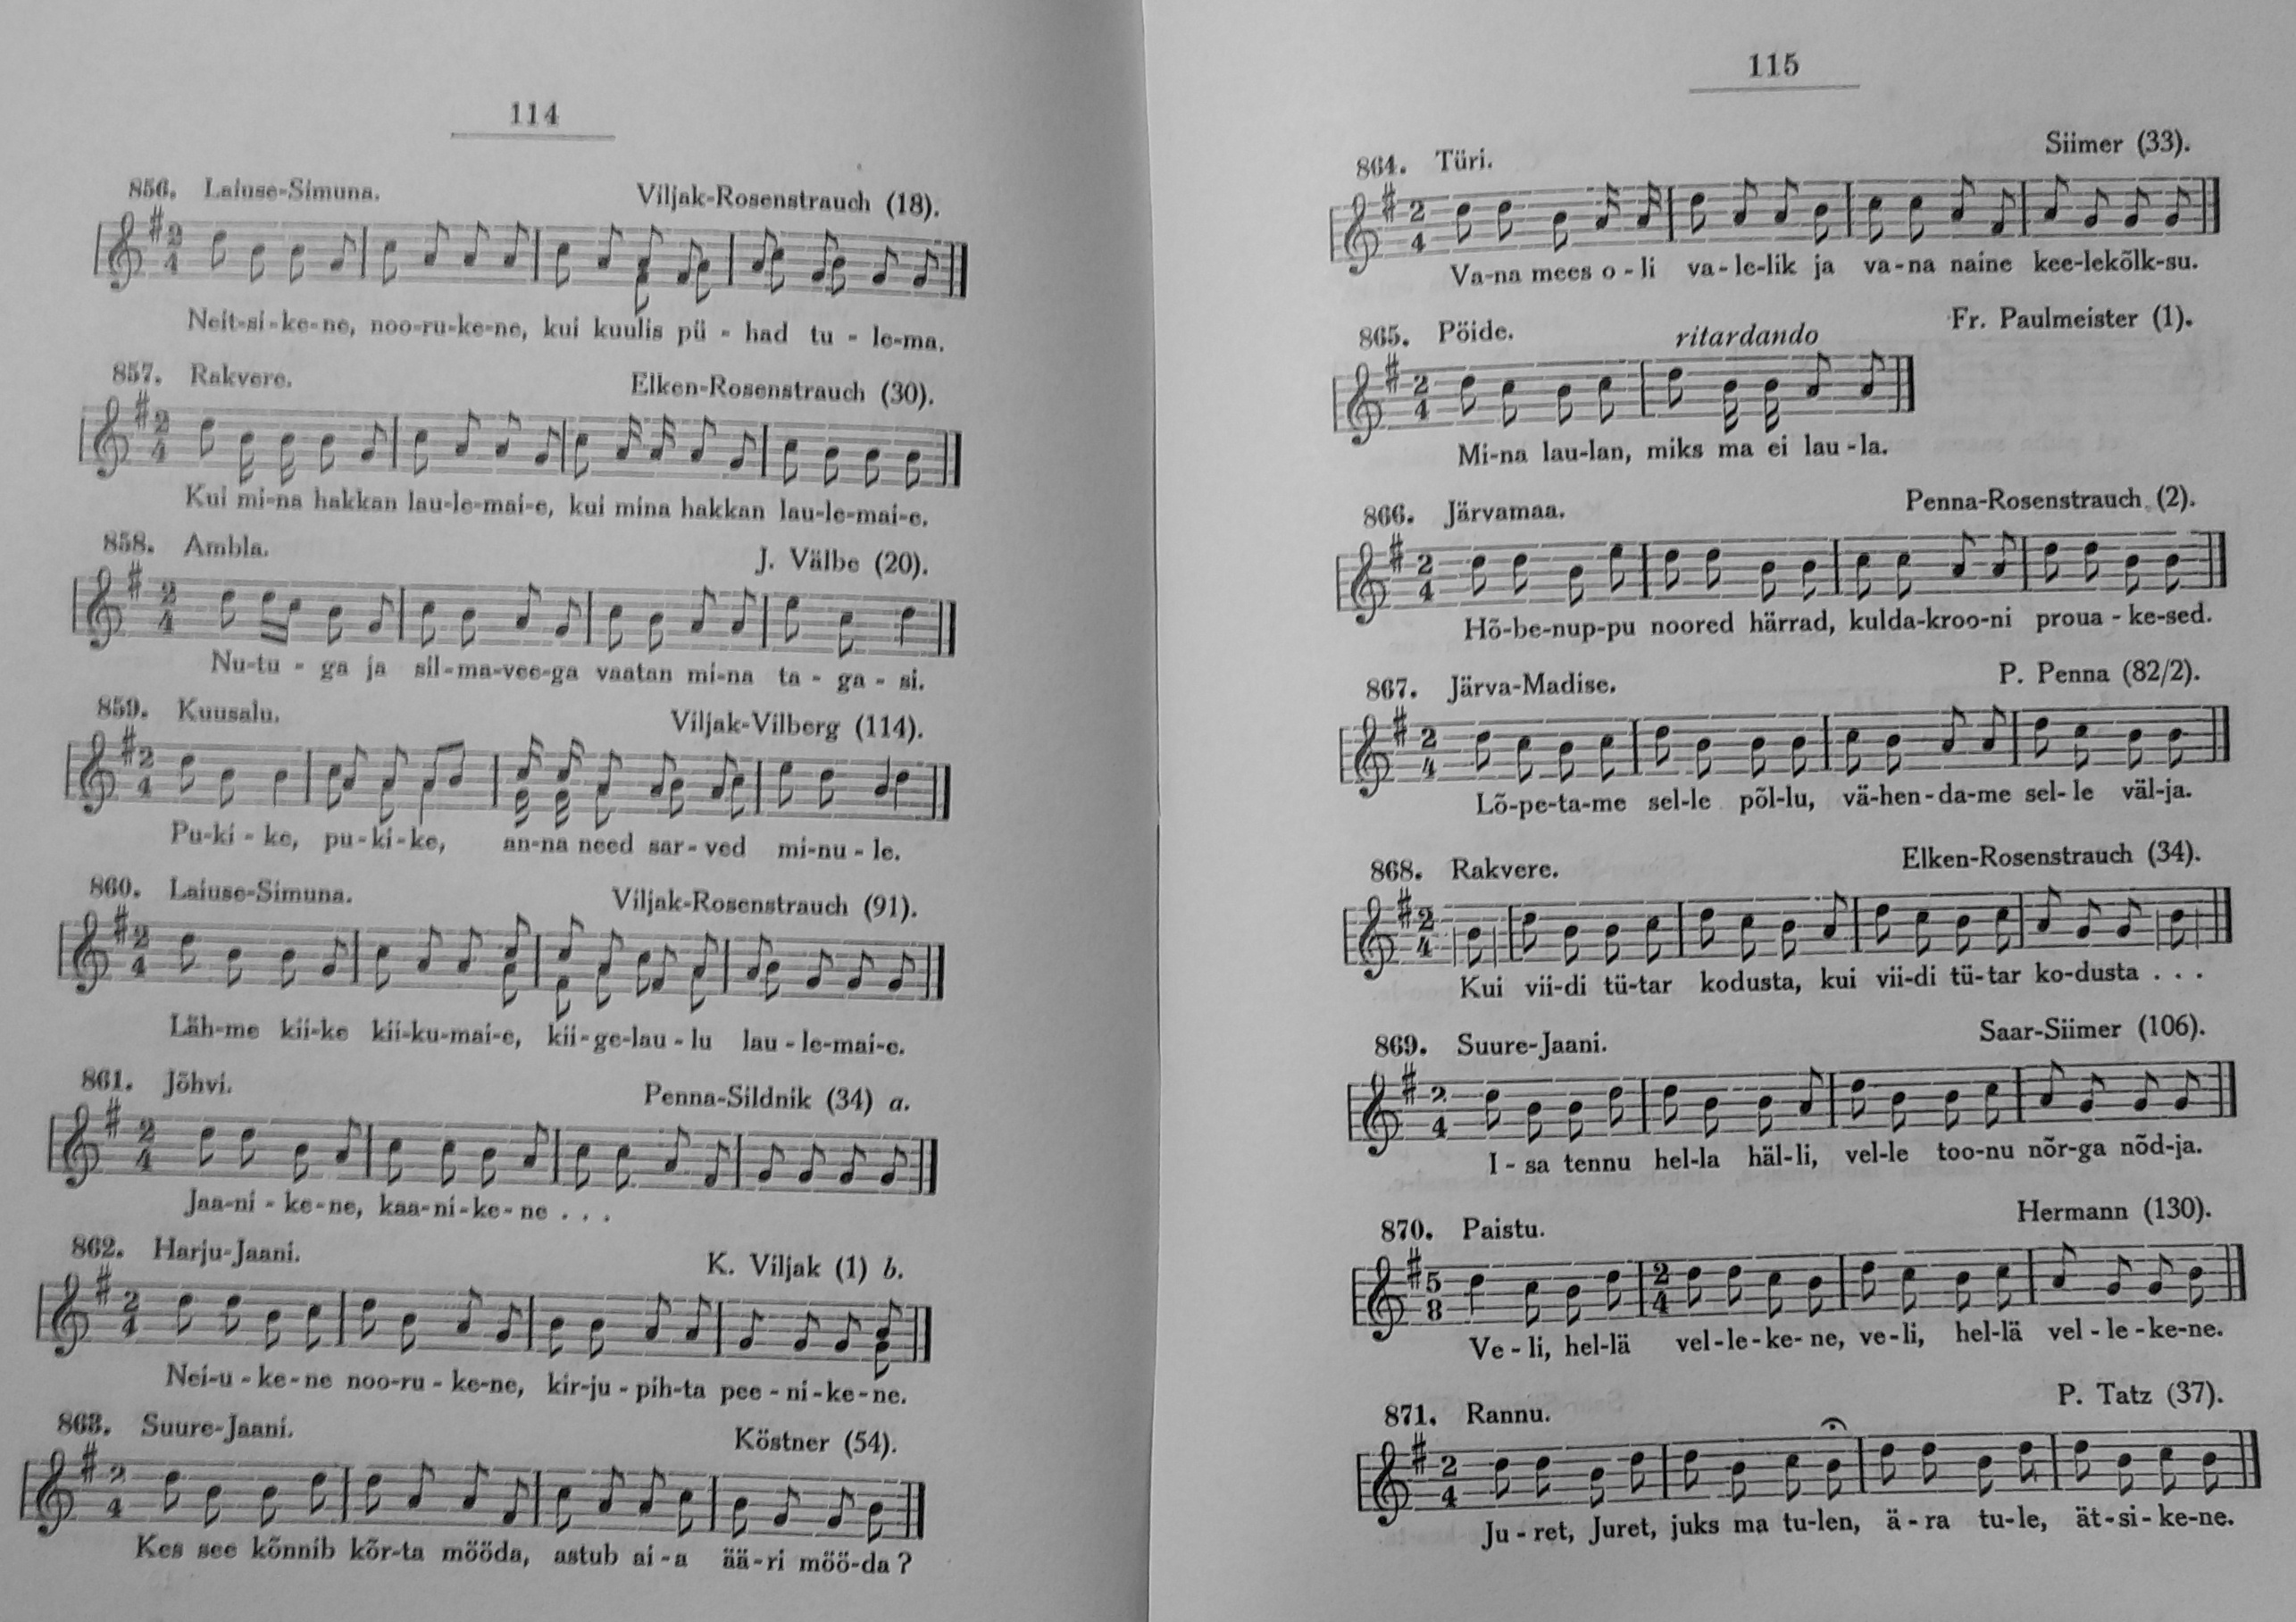 114
856. Laiuse-Simuna. Viljak-Rosenstrauch (18).
2 4
Neit-si-ke-ne, noo-ru-ke-ne, kui kuulis pü - had tu - le-ma.
857. Rakvere. Elken-Rosenstrauch (30).
2 4
Kui mi-na hakkan lau-le-mai-e, kui mina hakkan lau-le-mai-e.
858. Ambla. J. Välbe (20).
2 4
Nu-tu - ga ja sil-ma-vee-ga vaatan mi-na ta - ga - si.
859. Kuusalu. Viljak-Vilberg (114).
2 4
Pu-ki - ke, pu-ki-ke, an-na need sar-ved mi-nu - le.
860. Laiuse-Simuna. Viljak-Rosenstrauch (91).
2 4
Läh-me kii-ke kii-ku-mai-e, kii-ge-lau - lu lau - le-mai-e.
861. Jõhvi. Penna-Sildnik (34) a.
2 4
Jaa-ni - ke-ne, kaa-ni-ke-ne . . .
862. Harju-Jaani. K. Viljak (1) b.
2 4
Nei-u - ke-ne noo-ru - ke-ne, kir-ju - pih-ta pee - ni-ke-ne.
863. Suure-Jaani. Köstner (54).
2 4
Kes see kõnnib kõr-ta mööda, astub ai-a ää-ri möö-da ?
115
864. Türi. Siimer (33).
2 4
Va-na mees o - li va-le-lik ja va-na naine kee-lekõlk-su.
865. Pöide. ritardando Fr. Paulmeister (1).
2 4
Mi-na lau-lan, miks ma ei lau-la.
866. Järvamaa. Penna-Rosenstrauch (2).
2 4
Hõ-be-nup-pu noored härrad, kulda-kroo-ni proua - ke-sed.
867. Järva-Madise. P. Penna (82/2).
2 4
Lõ-pe-ta-me sel-le põl-lu, vä-hen-da-me sel-le väl-ja.
868. Rakvere. Elken-Rosenstrauch (34).
2 4
Kui vii-di tü-tar kodusta, kui vii-di tü-tar ko-dusta . . .
869. Suure-Jaani. Saar-Siimer (106).
2 4
I - sa tennu hel-la häl-li, vel-le too-nu nõr-ga nõd-ja.
870. Paistu. Hermann (130).
5 8 2 4
Ve - li, hel-lä vel-le-ke-ne, ve-li, hel-lä vel - le -ke-ne.
871. Rannu. P. Tatz (37).
2 4
Ju - ret, Juret, juks ma tu-len, ä - ra tu-le, ät-si-ke-ne.